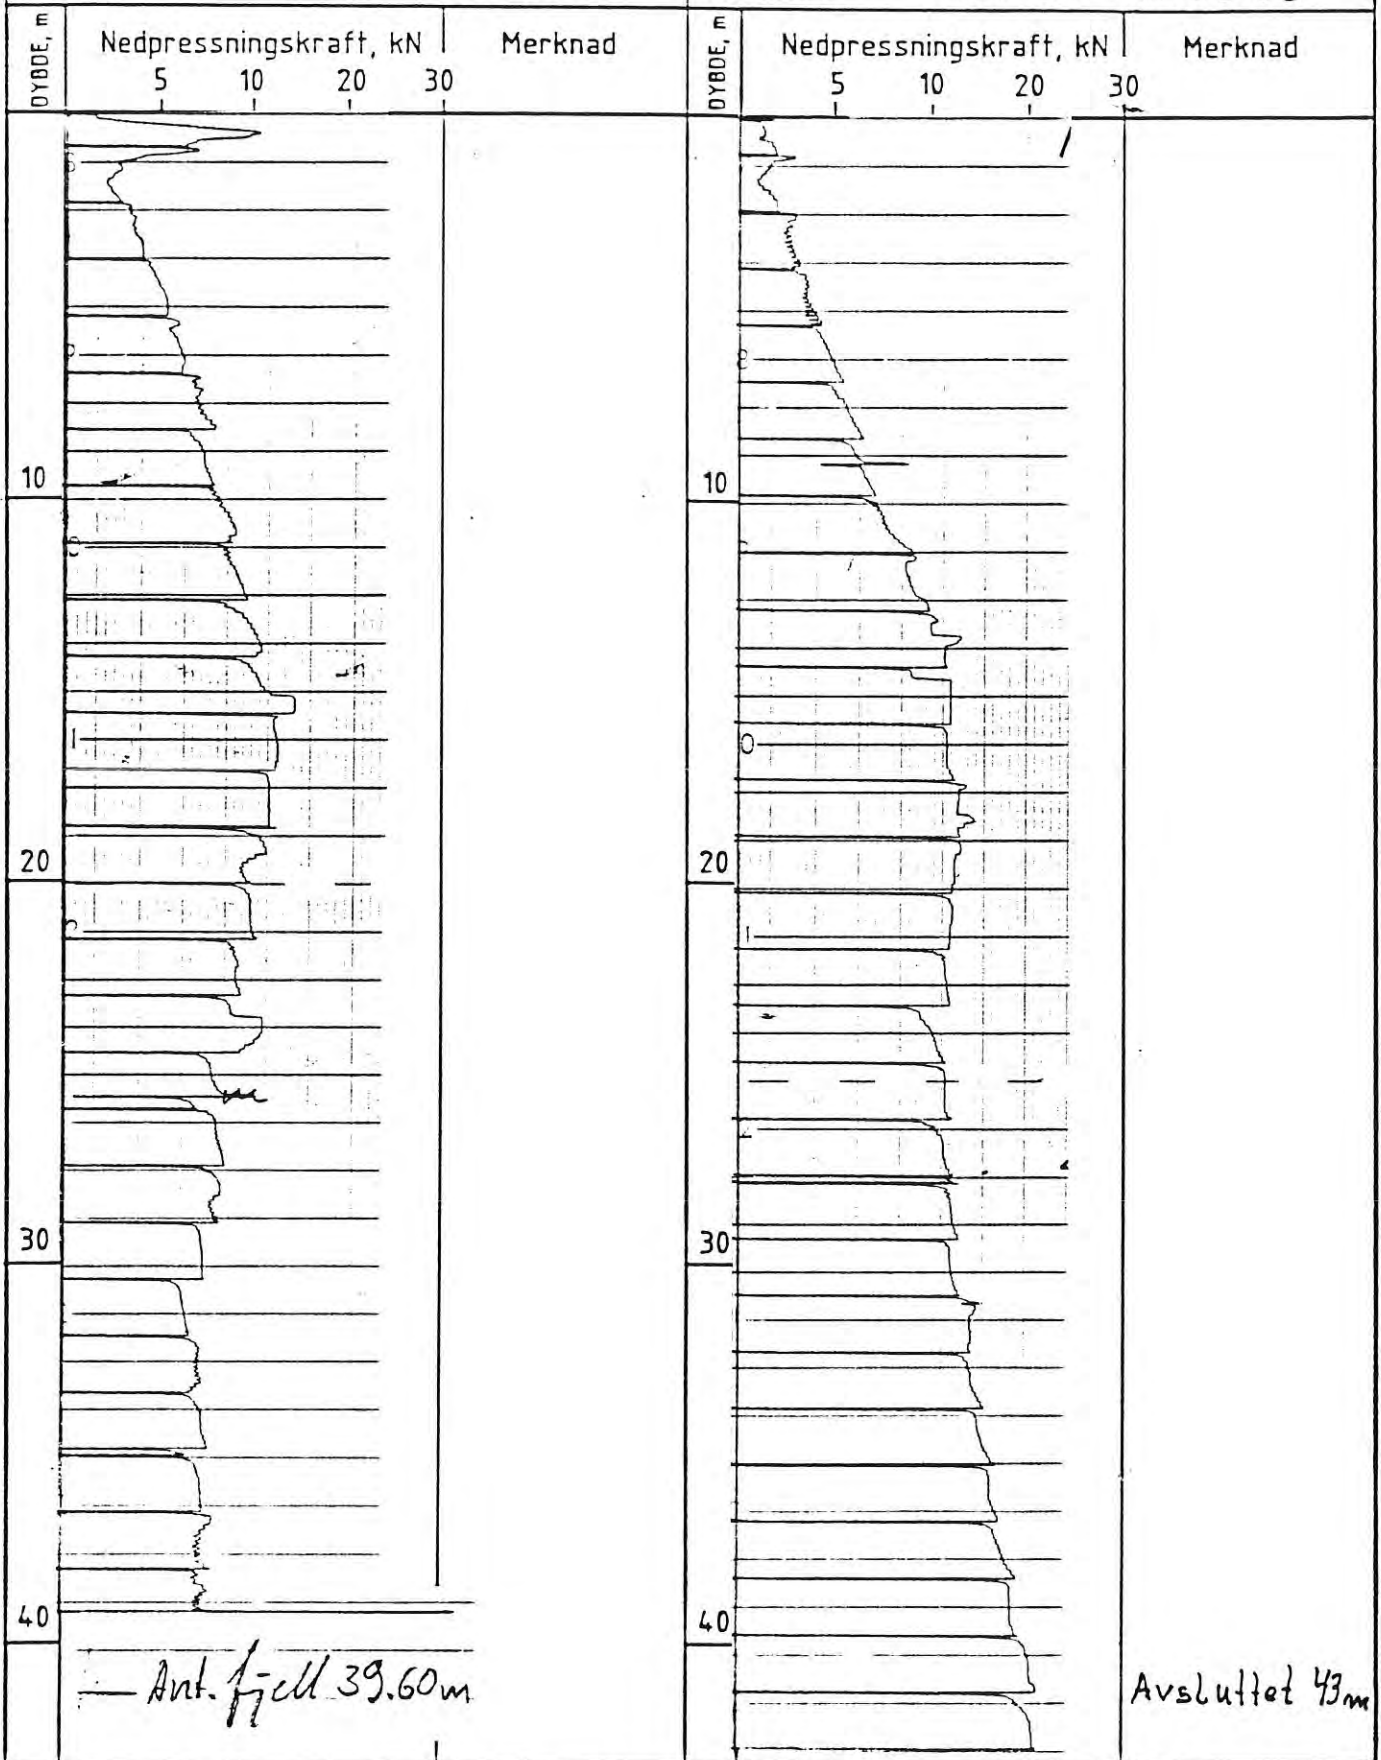 DYBDE, m
Nedpressningskraft, kN
Merknad
5 10 20 30
10
20
30
40
Ant. fjell 39.60m
DYBDE, m
Nedpressningskraft, kN
Merknad
5 10 20 30
10
20
30
40
Avsluttet 43m